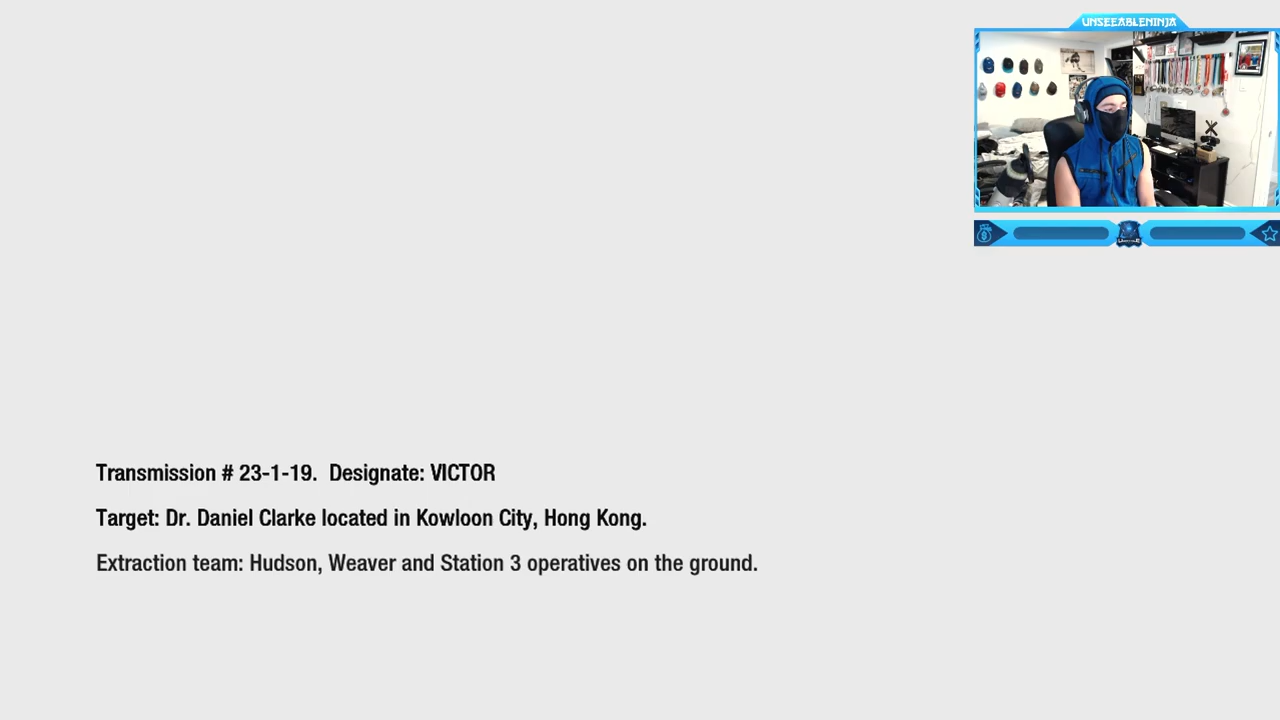 UNSEEABLENINJA
Transmission # 23-1-19.  Designate: VICTOR
Target: Dr. Daniel Clarke located in Kowloon City, Hong Kong.
Extraction team: Hudson, Weaver and Station 3 operatives on the ground.